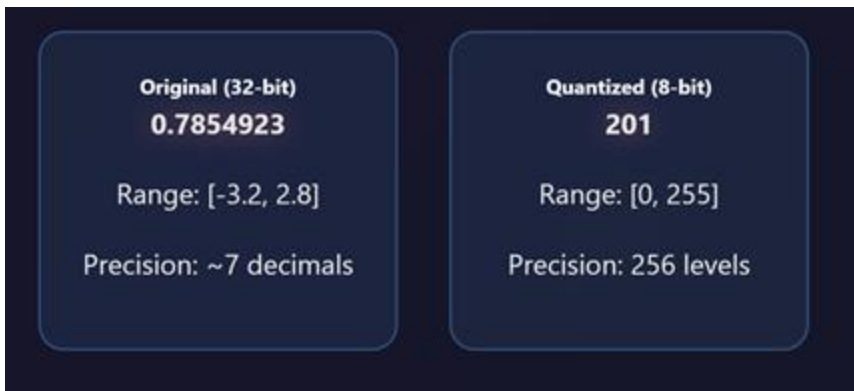 Original (32-bit)
0.7854923
Range: [-3.2, 2.8]
Precision: ~7 decimals
Quantized (8-bit)
201
Range: [0, 255]
Precision: 256 levels